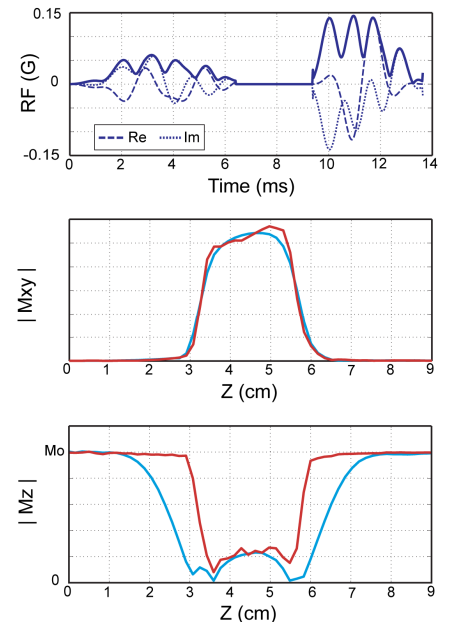 0.15
0
-0.15
RF (G)
Re
Im
0 2 4 6 8 10 12 14
Time (ms)
| Mxy |
0 1 2 3 4 5 6 7 8 9
Z (cm)
Mo
0
| Mz |
0 1 2 3 4 5 6 7 8 9
Z (cm)